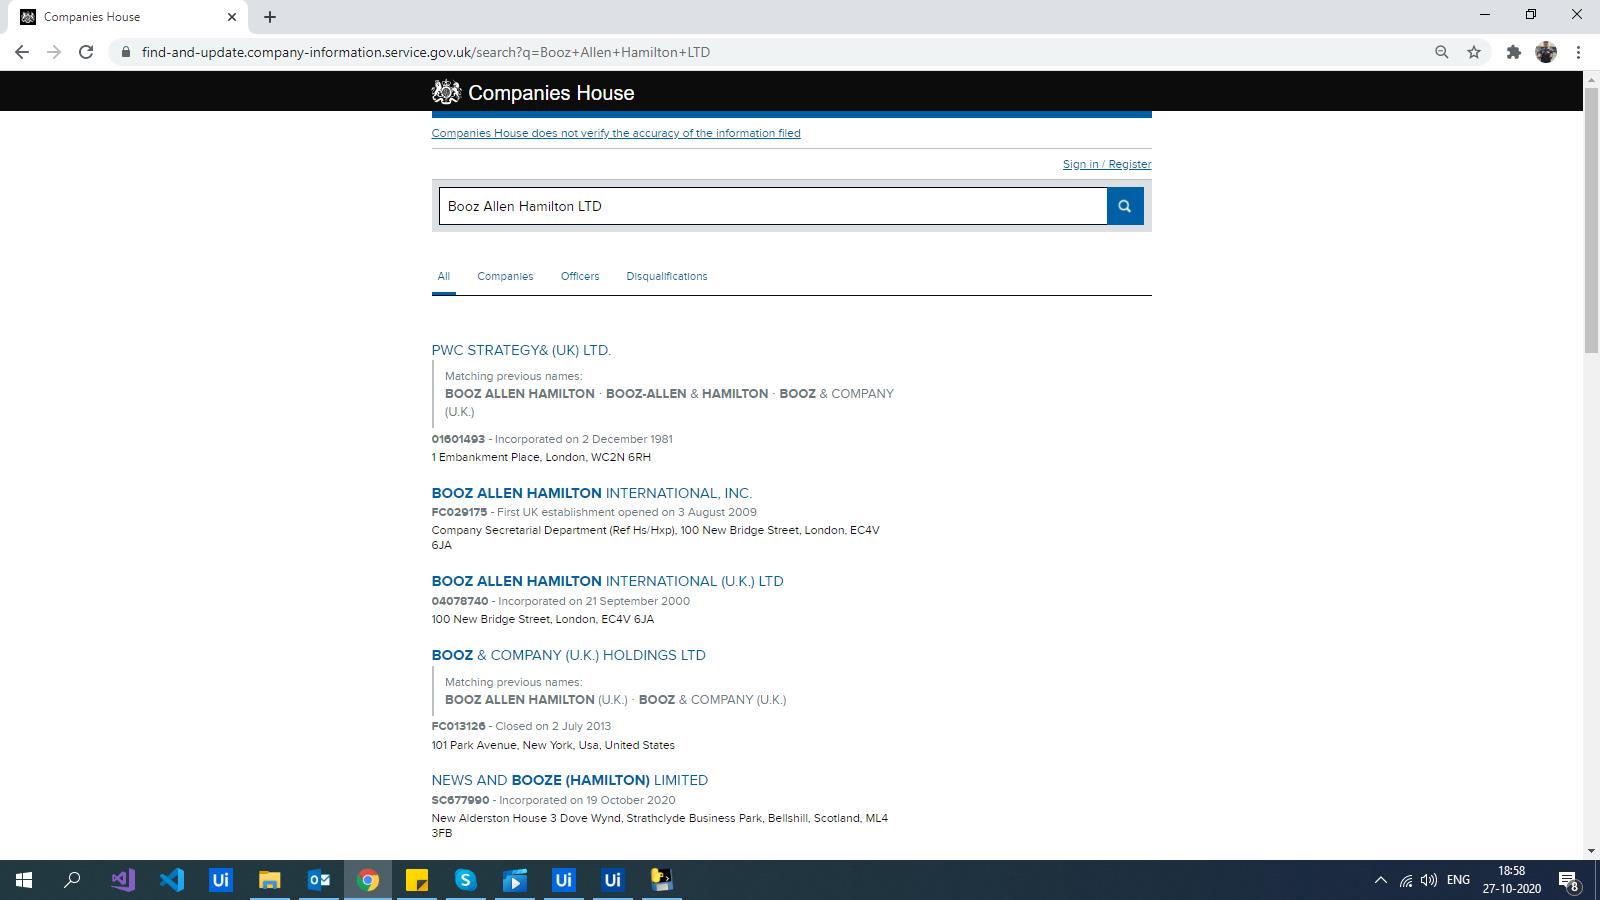 Companies House
find-and-update.company-information.service.gov.uk/search?q=Booz+Allen+Hamilton+LTD
Companies House
Companies House does not verify the accuracy of the information filed
Sign in / Register
Booz Allen Hamilton LTD
All Companies Officers Disqualifications
PWC STRATEGY& (UK) LTD.
Matching previous names:
BOOZ ALLEN HAMILTON · BOOZ-ALLEN & HAMILTON · BOOZ & COMPANY
(U.K.)
01601493 - Incorporated on 2 December 1981
1 Embankment Place, London, WC2N 6RH
BOOZ ALLEN HAMILTON INTERNATIONAL, INC.
FC029175 - First UK establishment opened on 3 August 2009
Company Secretarial Department (Ref Hs/Hxp), 100 New Bridge Street, London, EC4V
6JA
BOOZ ALLEN HAMILTON INTERNATIONAL (U.K.) LTD
04078740 - Incorporated on 21 September 2000
100 New Bridge Street, London, EC4V 6JA
BOOZ & COMPANY (U.K.) HOLDINGS LTD
Matching previous names:
BOOZ ALLEN HAMILTON (U.K.) · BOOZ & COMPANY (U.K.)
FC013126 - Closed on 2 July 2013
101 Park Avenue, New York, Usa, United States
NEWS AND BOOZE (HAMILTON) LIMITED
SC677990 - Incorporated on 19 October 2020
New Alderston House 3 Dove Wynd, Strathclyde Business Park, Bellshill, Scotland, ML4
3FB
Ui Ui Ui
ENG
18:58
27-10-2020
8